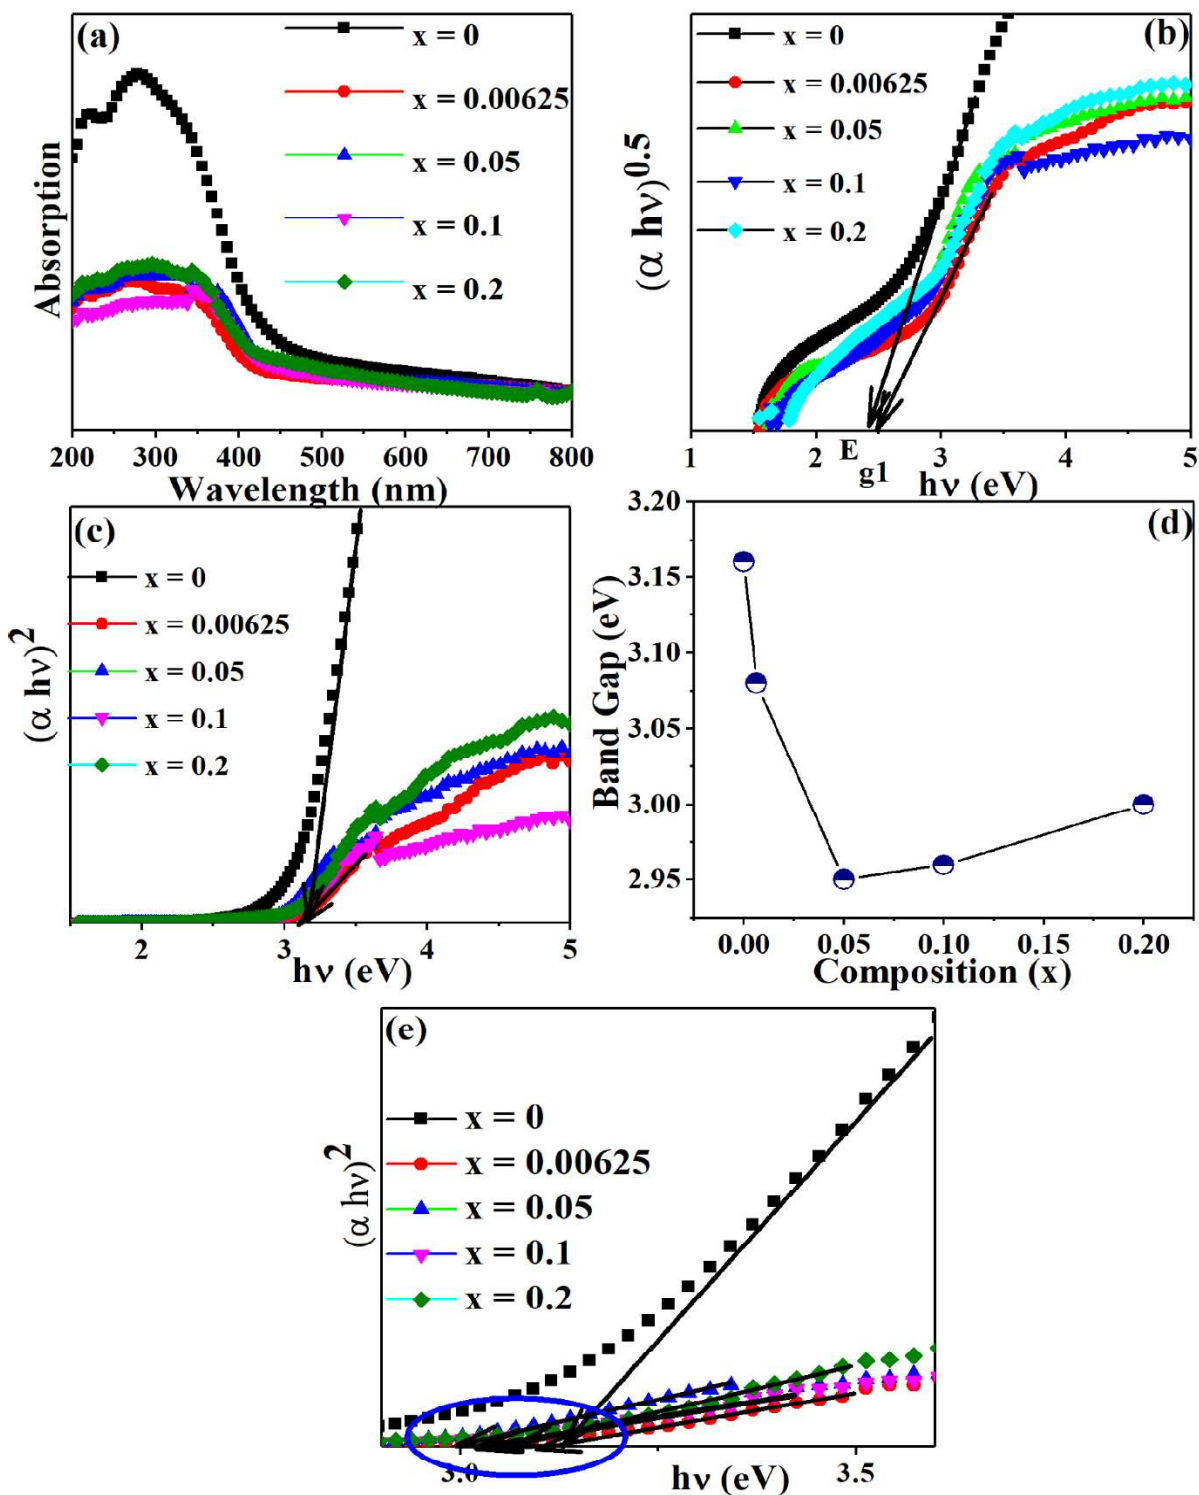 (a)
x = 0
x = 0.00625
x = 0.05
x = 0.1
x = 0.2
Absorption
200 300 400 500 600 700 800
Wavelength (nm)
(b)
x = 0
x = 0.00625
x = 0.05
x = 0.1
x = 0.2
(α hν)^0.5
1 2 3 4 5
E g1
hν (eV)
(c)
x = 0
x = 0.00625
x = 0.05
x = 0.1
x = 0.2
(α hν)^2
2 3 4 5
hν (eV)
(d)
3.20
3.15
3.10
3.05
3.00
2.95
Band Gap (eV)
0.00 0.05 0.10 0.15 0.20
Composition (x)
(e)
x = 0
x = 0.00625
x = 0.05
x = 0.1
x = 0.2
(α hν)^2
3.0 3.5
hν (eV)